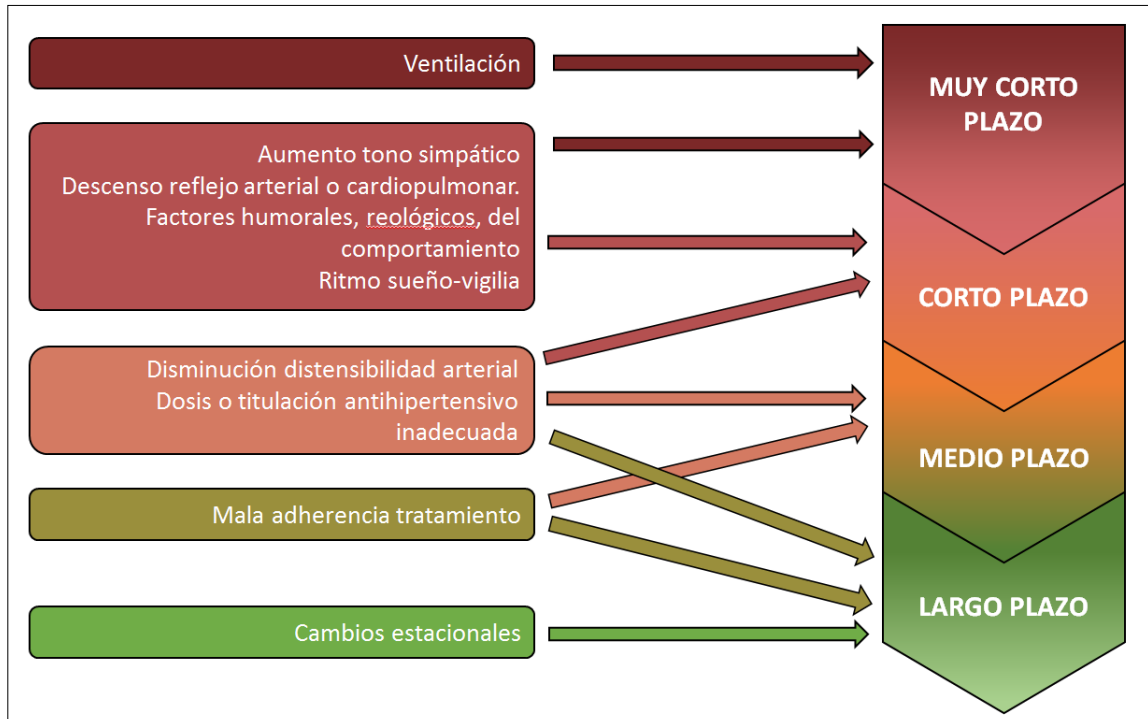 Ventilación
Aumento tono simpático
Descenso reflejo arterial o cardiopulmonar.
Factores humorales, reológicos, del
comportamiento
Ritmo sueño-vigilia
Disminución distensibilidad arterial
Dosis o titulación antihipertensivo
inadecuada
Mala adherencia tratamiento
Cambios estacionales
MUY CORTO
PLAZO
CORTO PLAZO
MEDIO PLAZO
LARGO PLAZO